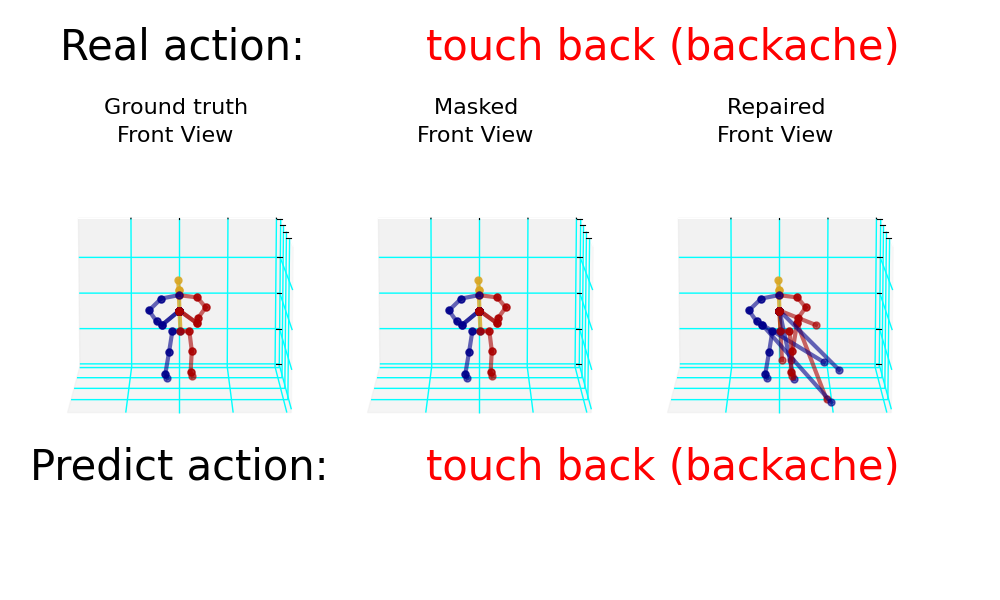 Real action: touch back (backache)
Ground truth Masked Repaired
Front View Front View Front View
Predict action: touch back (backache)